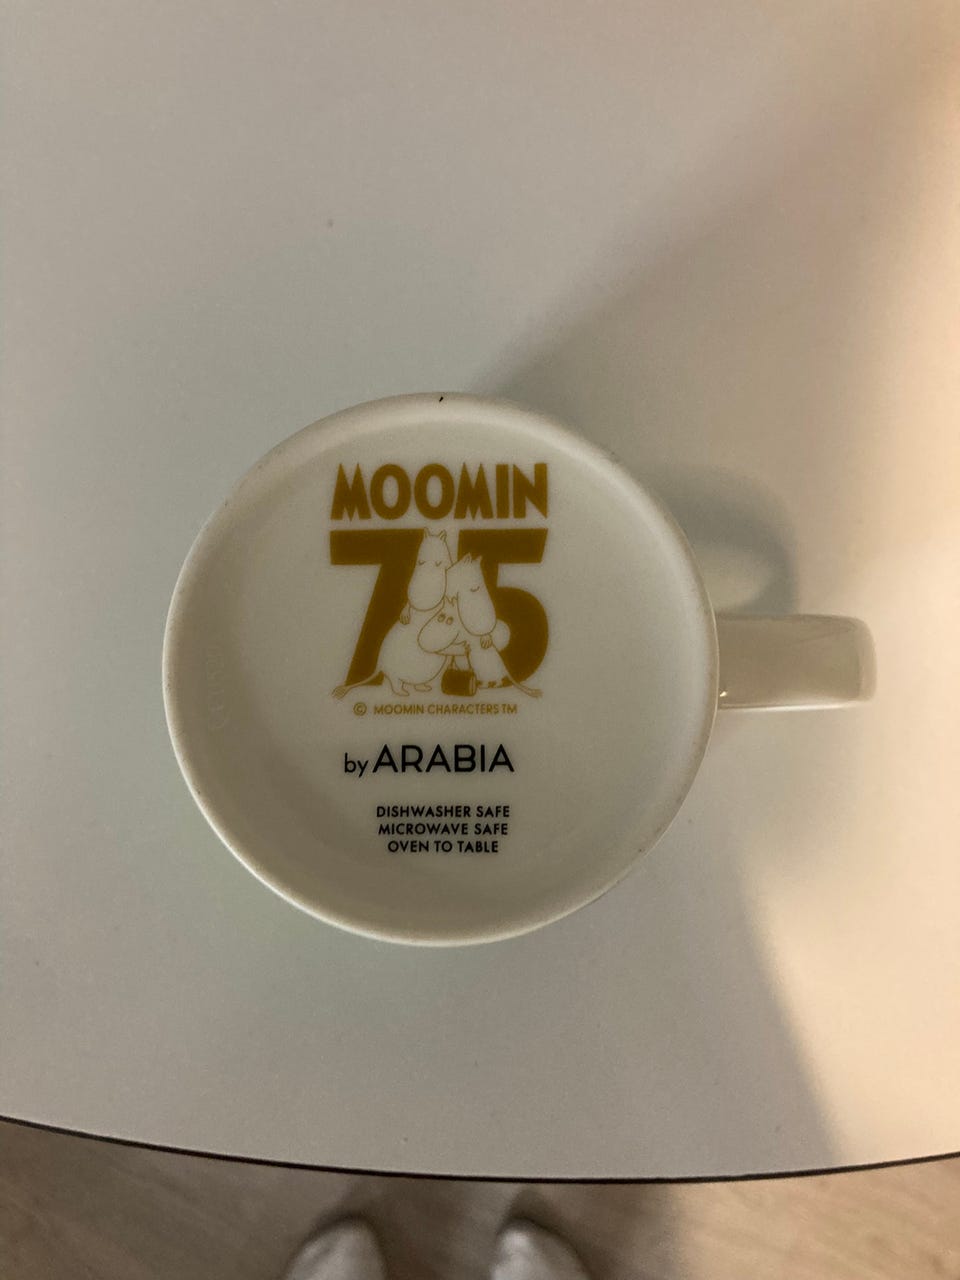 MOOMIN
75
© MOOMIN CHARACTERS TM
by ARABIA
DISHWASHER SAFE
MICROWAVE SAFE
OVEN TO TABLE